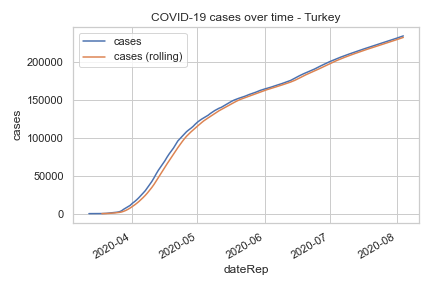 COVID-19 cases over time - Turkey
cases
cases (rolling)
cases
200000
150000
100000
50000
0
2020-04
2020-05
2020-06
2020-07
2020-08
dateRep